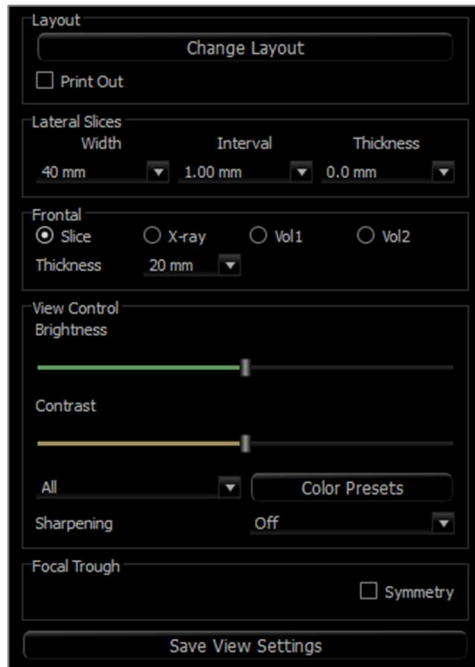 Layout
Change Layout
Print Out
Lateral Slices
Width Interval Thickness
40 mm 1.00 mm 0.0 mm
Frontal
Slice X-ray Vol1 Vol2
Thickness 20 mm
View Control
Brightness
Contrast
All Color Presets
Sharpening Off
Focal Trough
Symmetry
Save View Settings